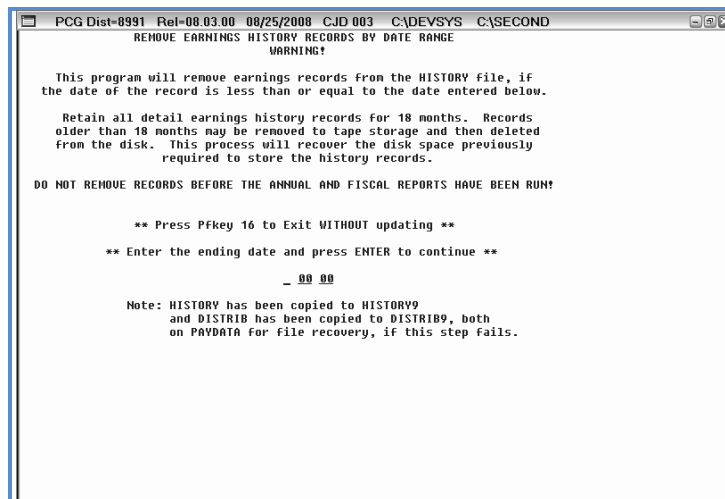 PCG Dist=8991 Rel=08.03.00 08/25/2008 CJD 003 C:\DEVSYS C:\SECOND
REMOVE EARNINGS HISTORY RECORDS BY DATE RANGE
WARNING!
This program will remove earnings records from the HISTORY file, if
the date of the record is less than or equal to the date entered below.
Retain all detail earnings history records for 18 months. Records
older than 18 months may be removed to tape storage and then deleted
from the disk. This process will recover the disk space previously
required to store the history records.
DO NOT REMOVE RECORDS BEFORE THE ANNUAL AND FISCAL REPORTS HAVE BEEN RUN!
** Press Pfkey 16 to Exit WITHOUT updating **
** Enter the ending date and press ENTER to continue **
_ 00 00
Note: HISTORY has been copied to HISTORY9
and DISTRIB has been copied to DISTRIB9, both
on PAYDATA for file recovery, if this step fails.